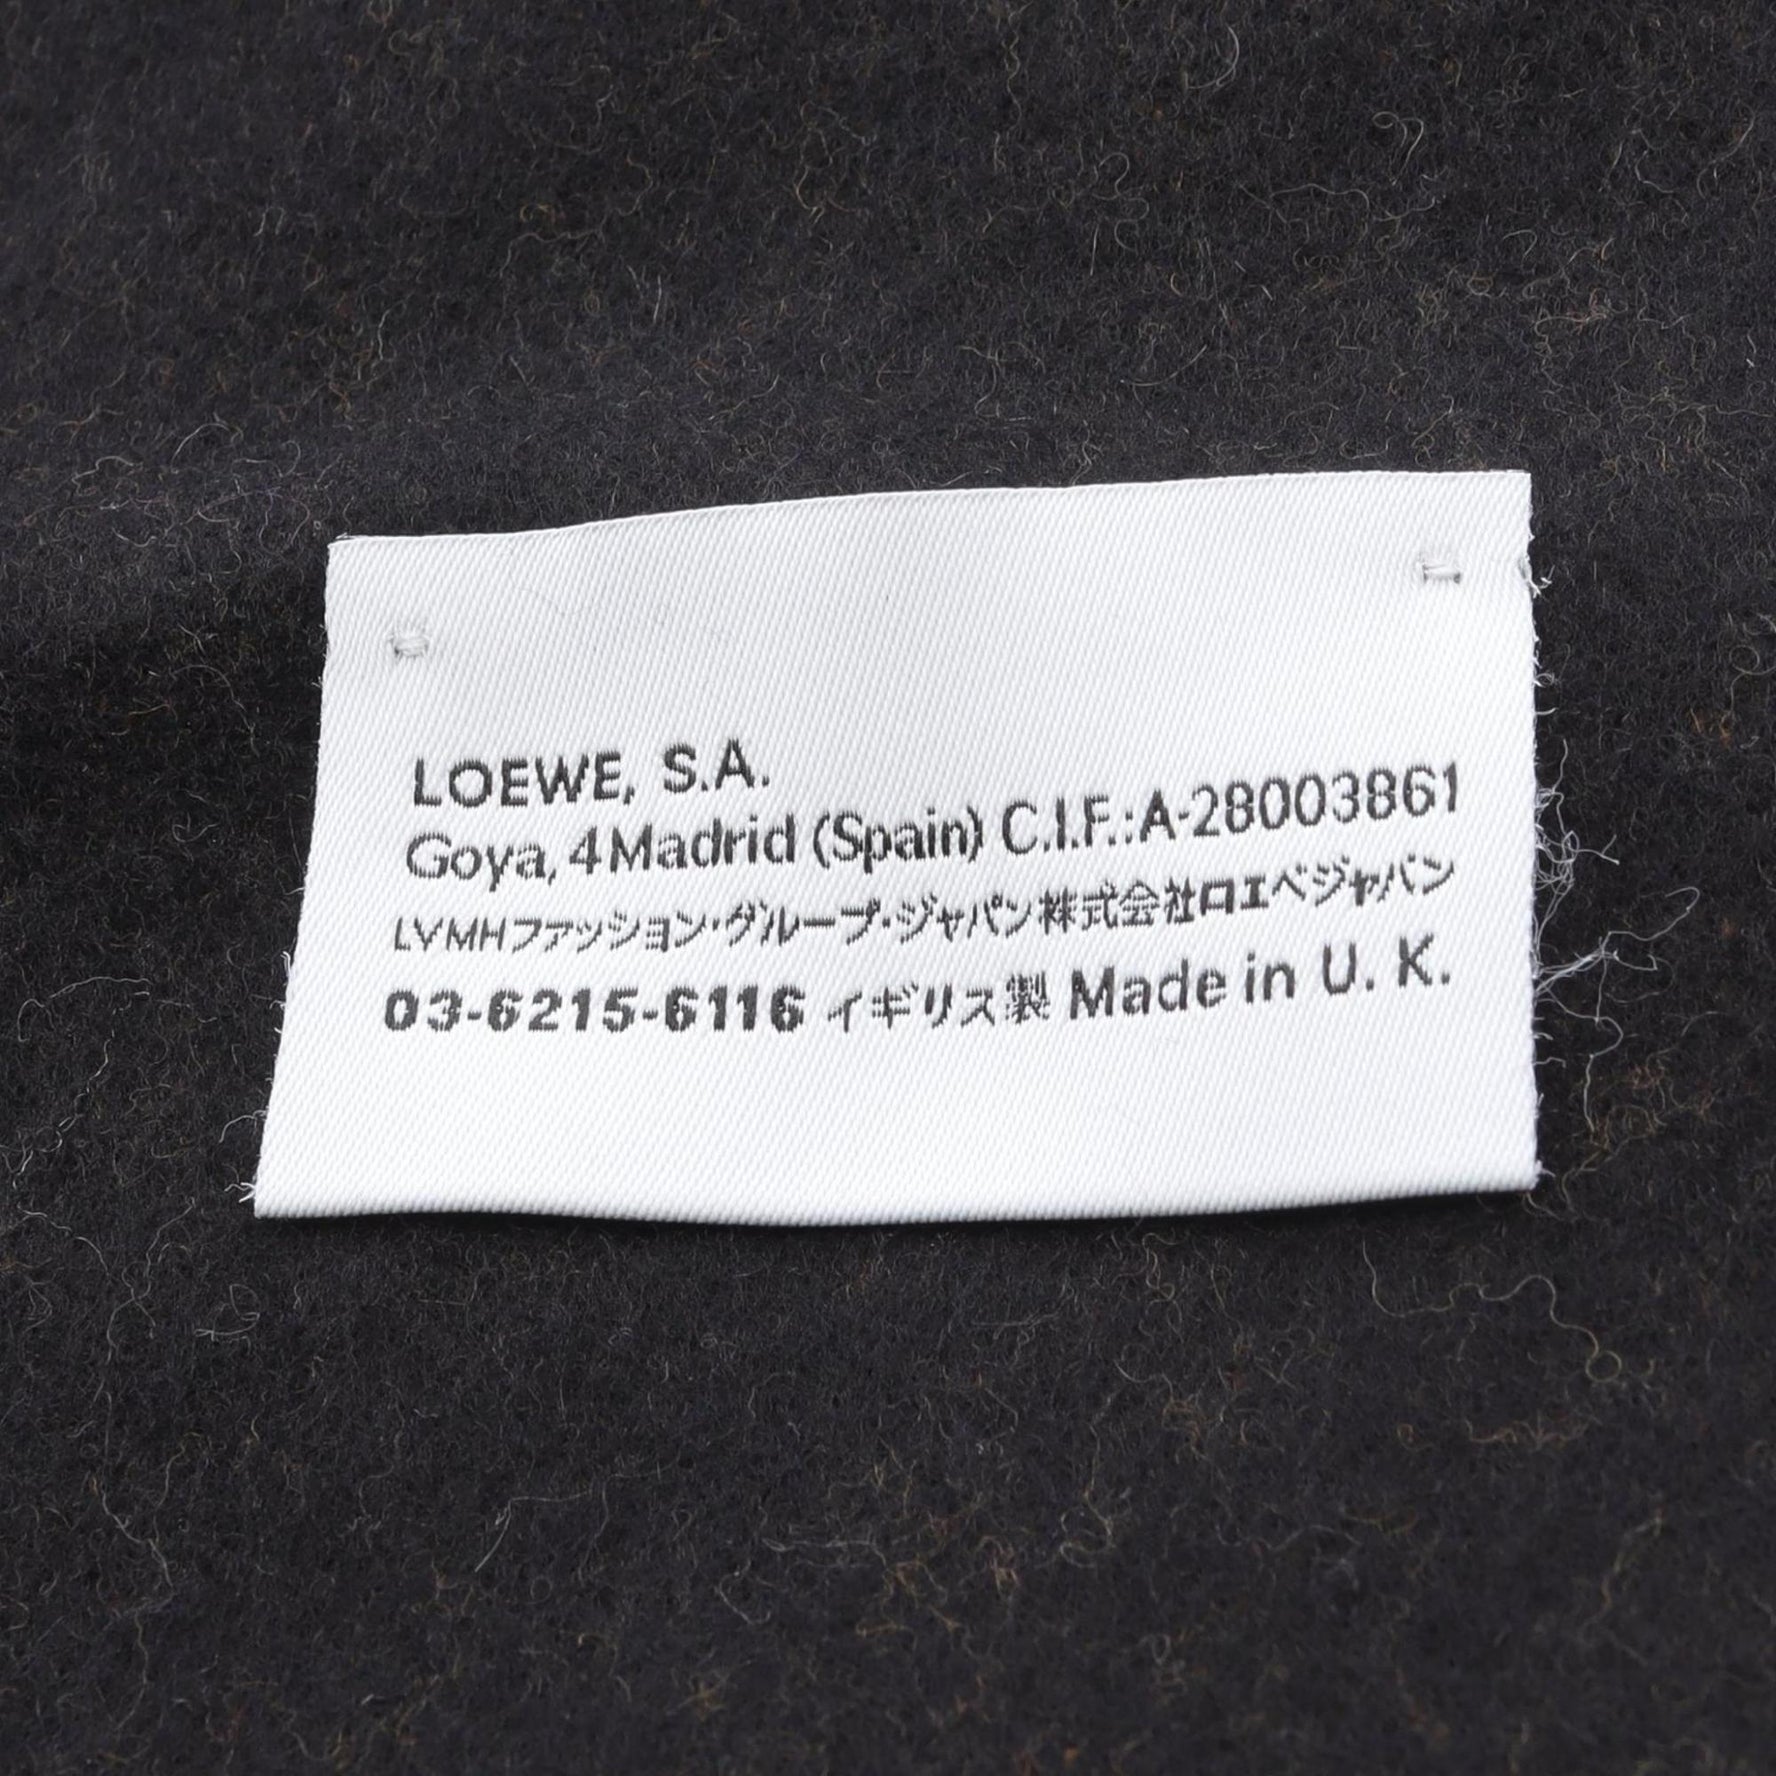 LOEWE, S.A.
Goya, 4 Madrid (Spain) C.I.F.: A-28003861
LVMHファッション・グループ・ジャパン株式会社ロエベジャパン
03-6215-6116 イギリス製 Made in U. K.